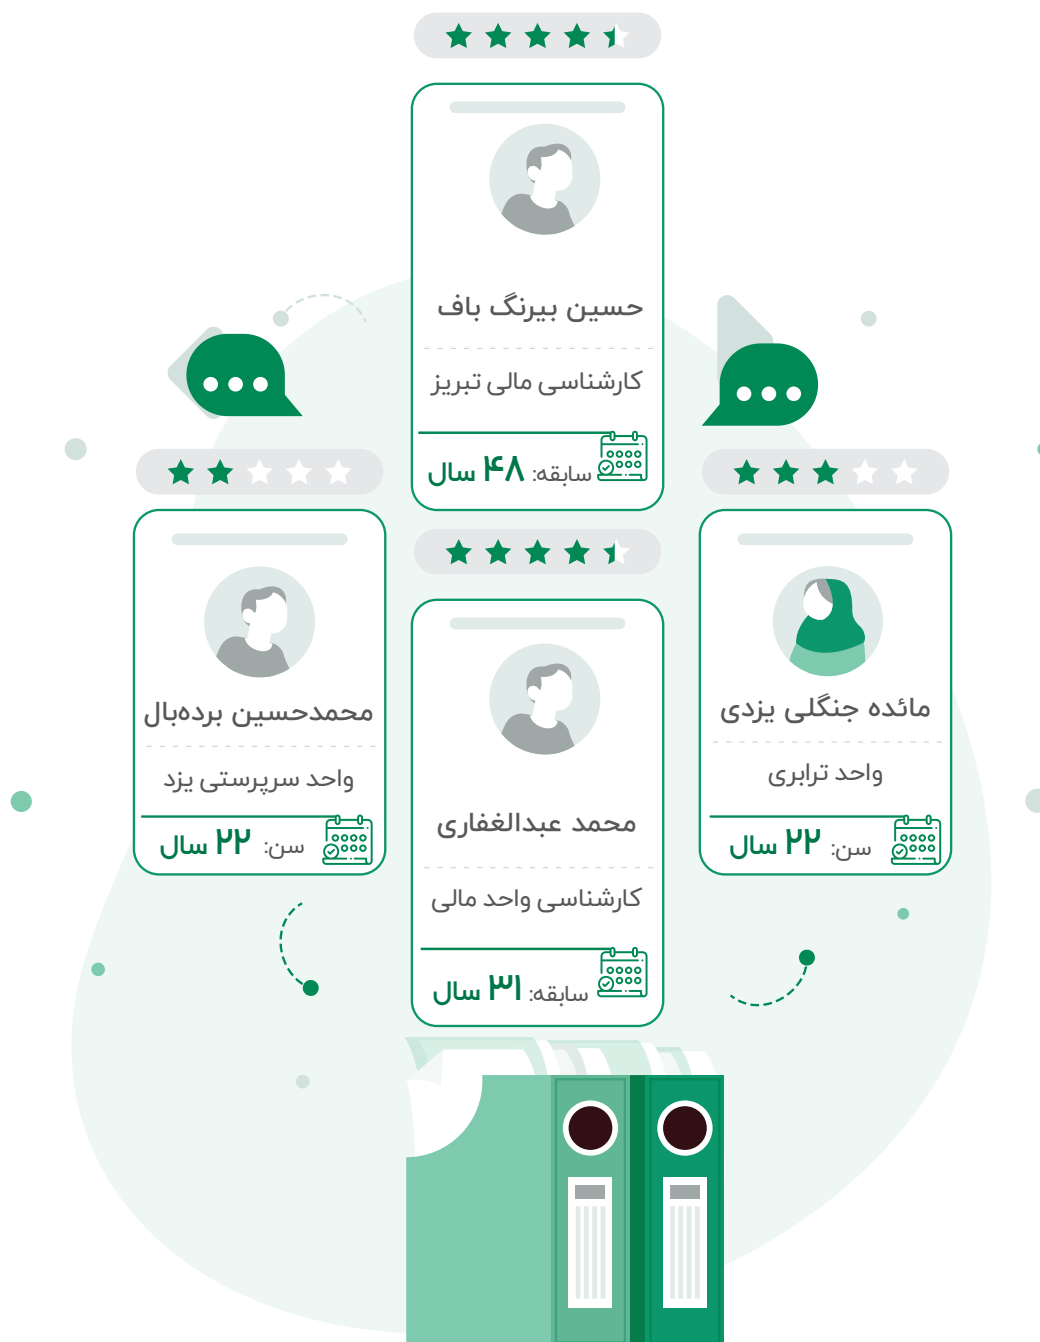 حسین بیرنگ باف
کارشناسی مالی تبریز
سابقه: ۴۸ سال
مائده جنگلی یزدی
واحد ترابری
سن: ۲۲ سال
محمد عبدالغفاری
کارشناسی واحد مالی
سابقه: ۳۱ سال
محمدحسین برده‌بال
واحد سرپرستی یزد
سن: ۲۲ سال